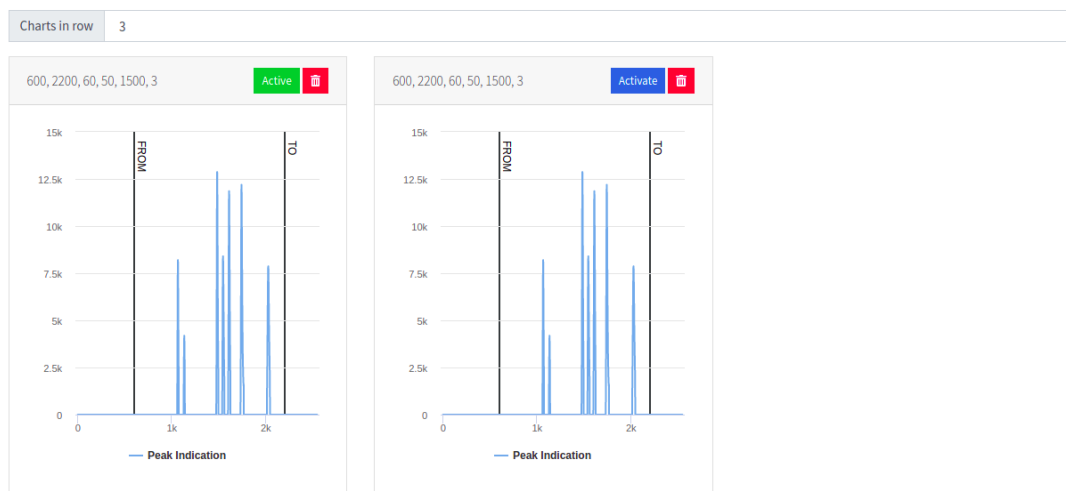 Charts in row 3
600, 2200, 60, 50, 1500, 3 Active
600, 2200, 60, 50, 1500, 3 Activate
15k
12.5k
10k
7.5k
5k
2.5k
0
FROM
TO
0 1k 2k
Peak Indication
15k
12.5k
10k
7.5k
5k
2.5k
0
FROM
TO
0 1k 2k
Peak Indication